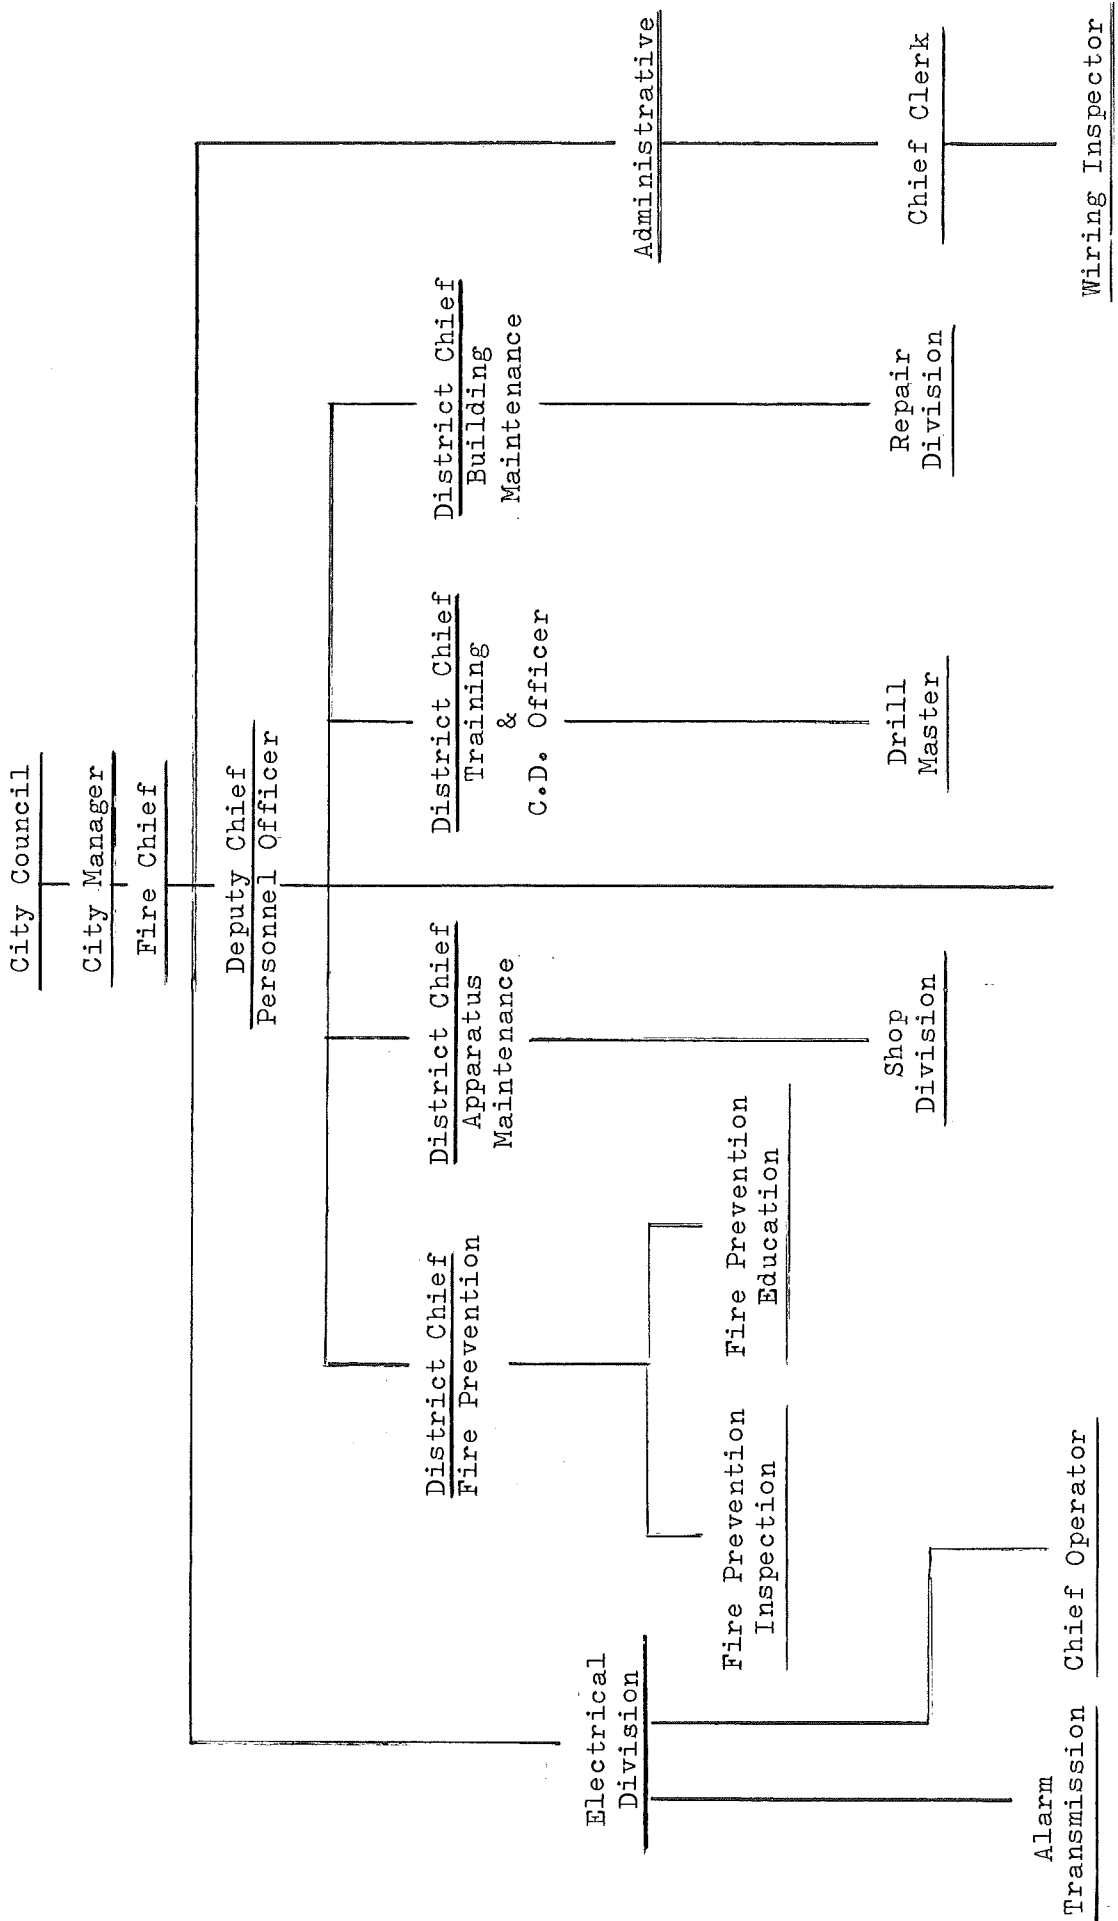 City Council
City Manager
Fire Chief
Deputy Chief
Personnel Officer
District Chief
Fire Prevention
District Chief
Apparatus
Maintenance
District Chief
Training
&
C.D. Officer
District Chief
Building
Maintenance
Electrical
Division
Administrative
Fire Prevention
Inspection
Fire Prevention
Education
Shop
Division
Drill
Master
Repair
Division
Chief Clerk
Alarm
Transmission
Chief Operator
Wiring Inspector